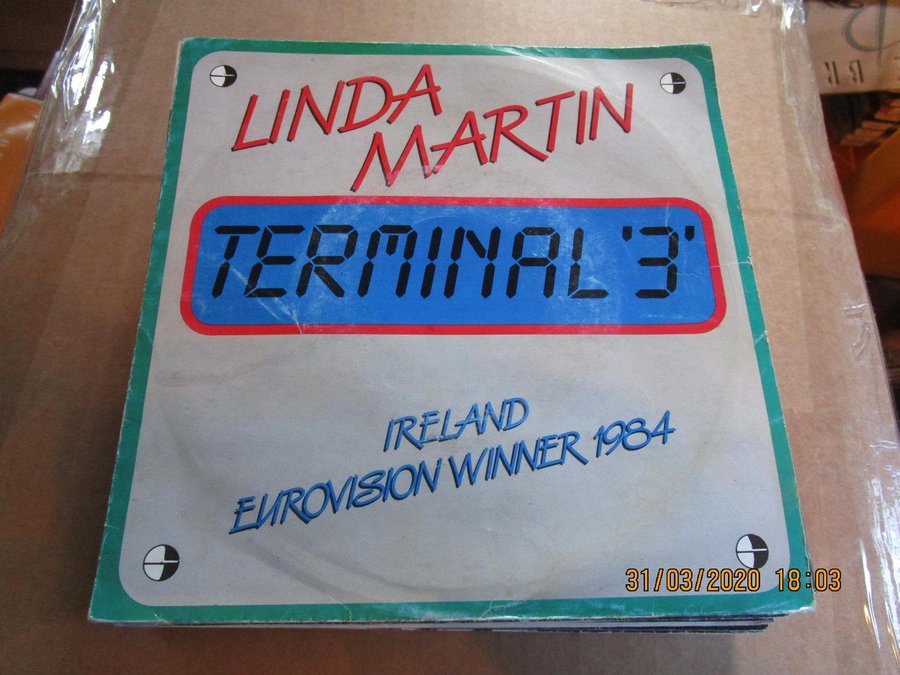 LINDA
MARTIN
TERMINAL '3'
IRELAND
EUROVISION WINNER 1984
31/03/2020 18:03